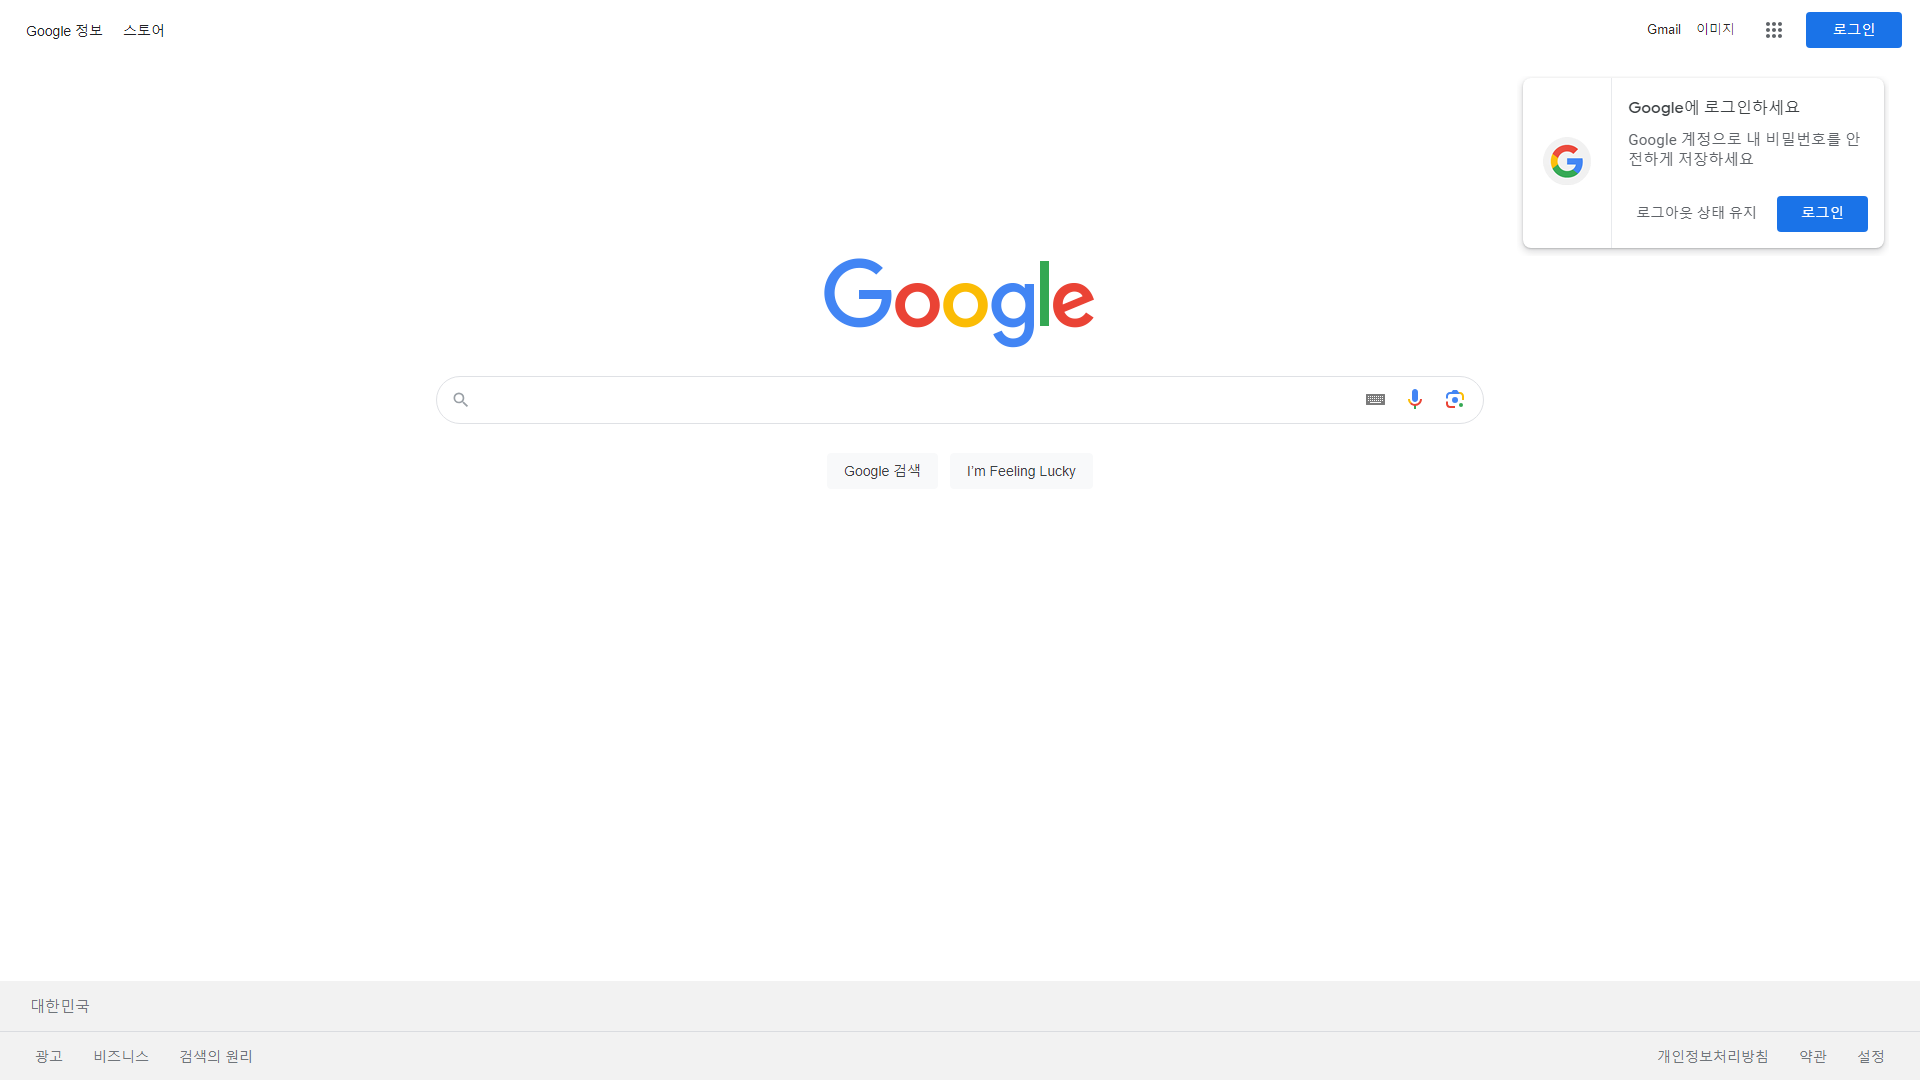 Google 정보
스토어
Gmail
이미지
로그인
Google에 로그인하세요
Google 계정으로 내 비밀번호를 안
전하게 저장하세요
로그아웃 상태 유지
로그인
Google
Google 검색
I’m Feeling Lucky
대한민국
광고
비즈니스
검색의 원리
개인정보처리방침
약관
설정